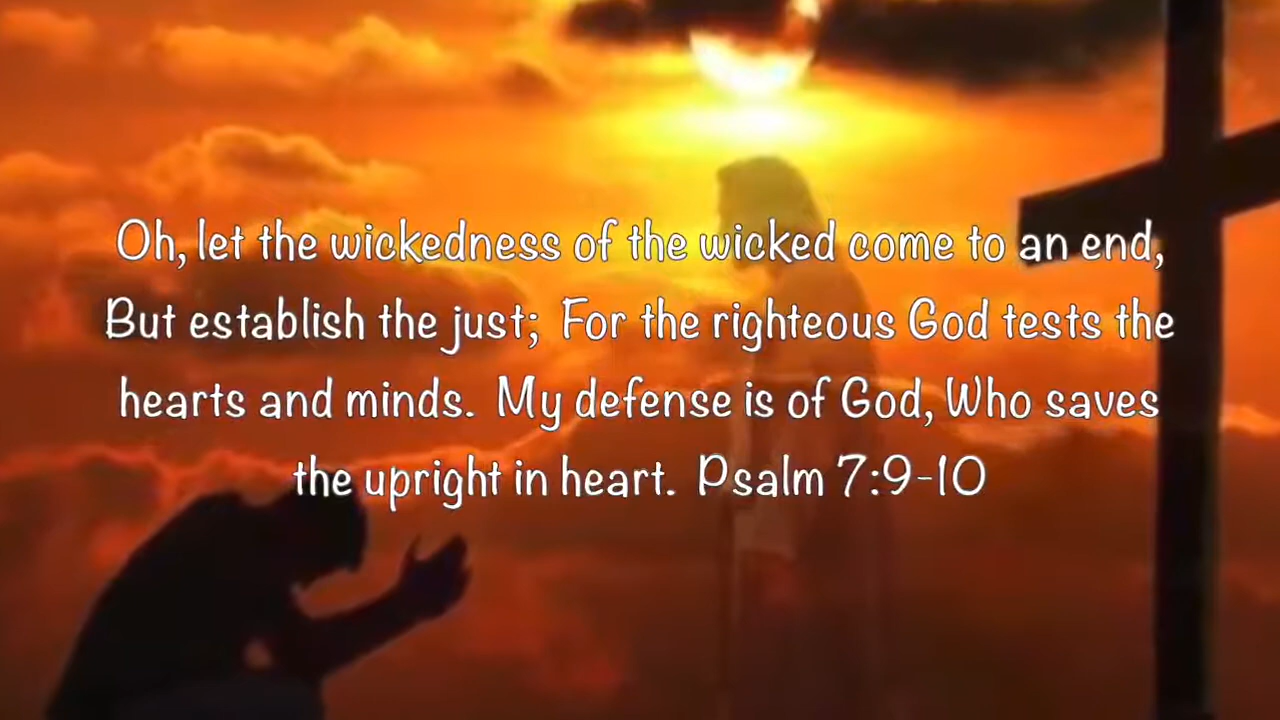 Oh, let the wickedness of the wicked come to an end,
But establish the just; For the righteous God tests the
hearts and minds. My defense is of God, Who saves
the upright in heart. Psalm 7:9-10